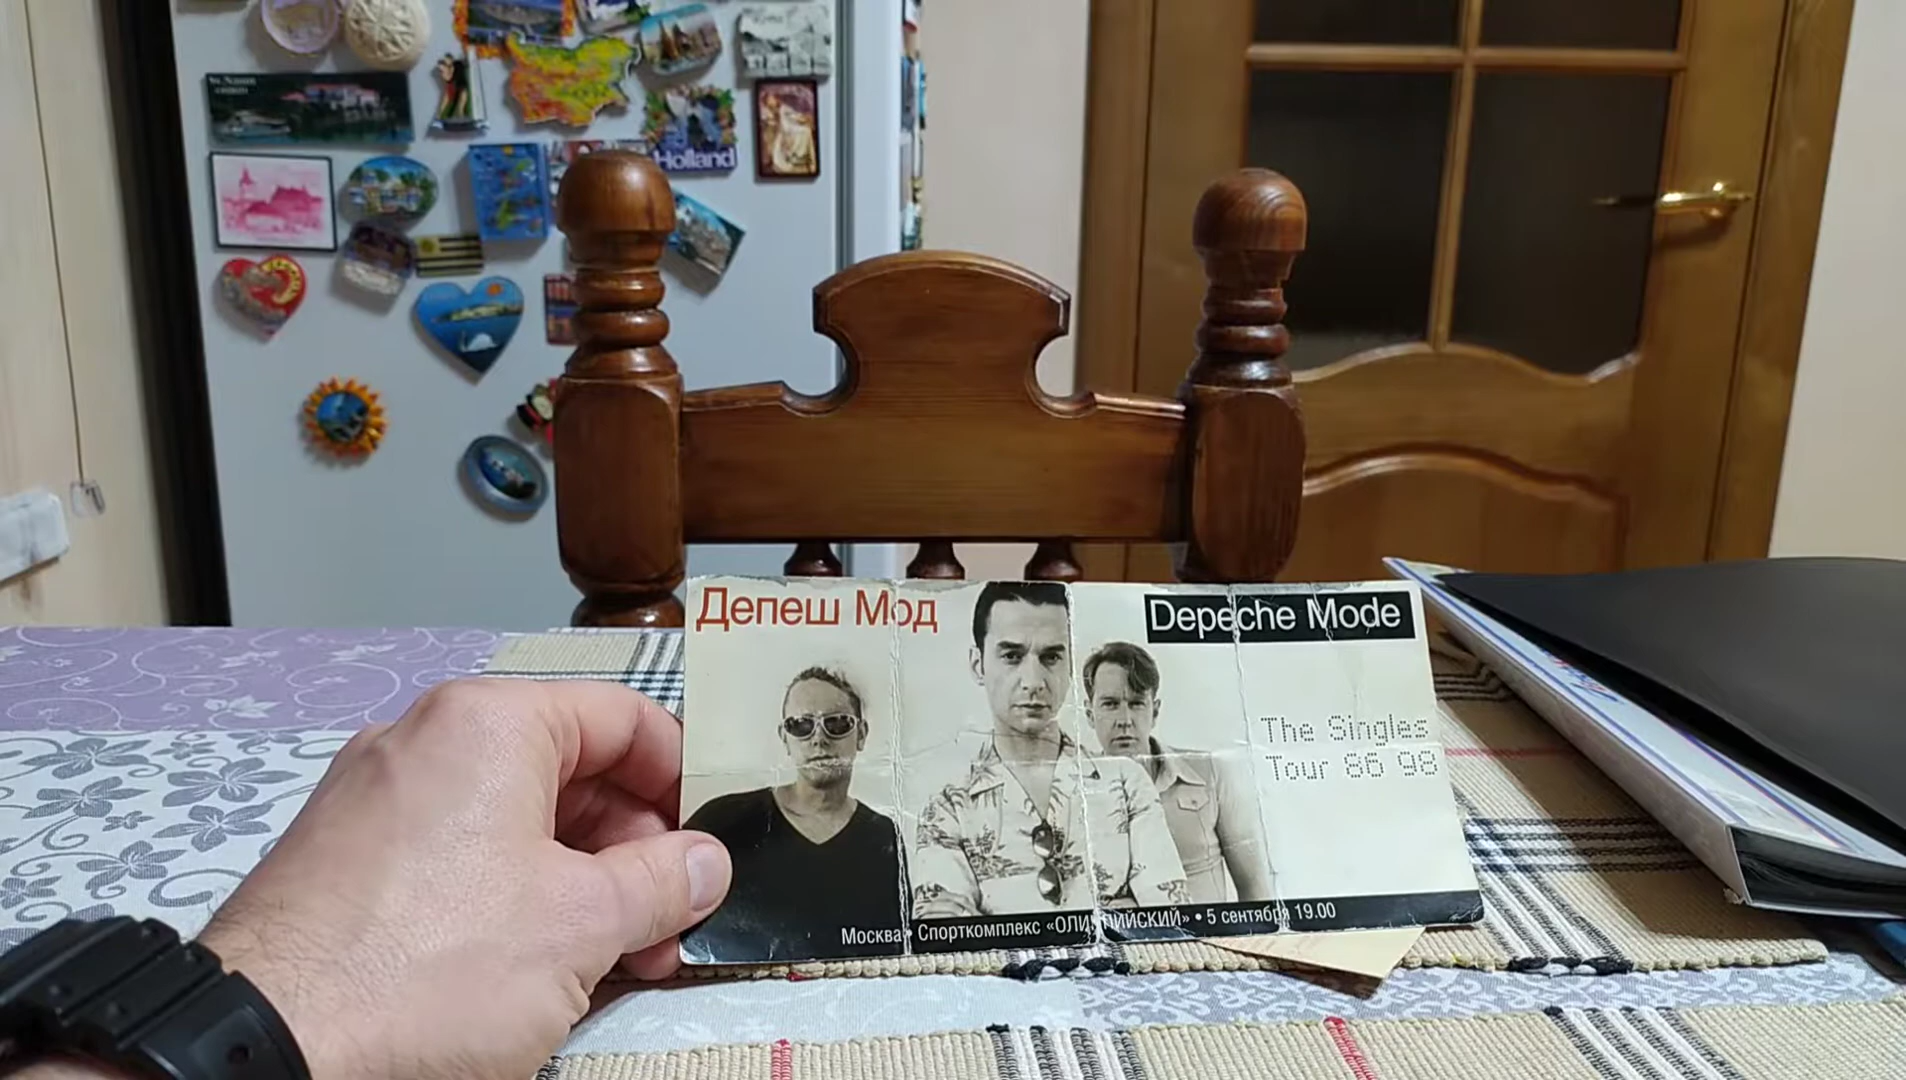 Holland
Депеш Мод
Depeche Mode
The Singles
Tour 86 98
Москва • Спорткомплекс «ОЛИМПИЙСКИЙ» • 5 сентября 19.00